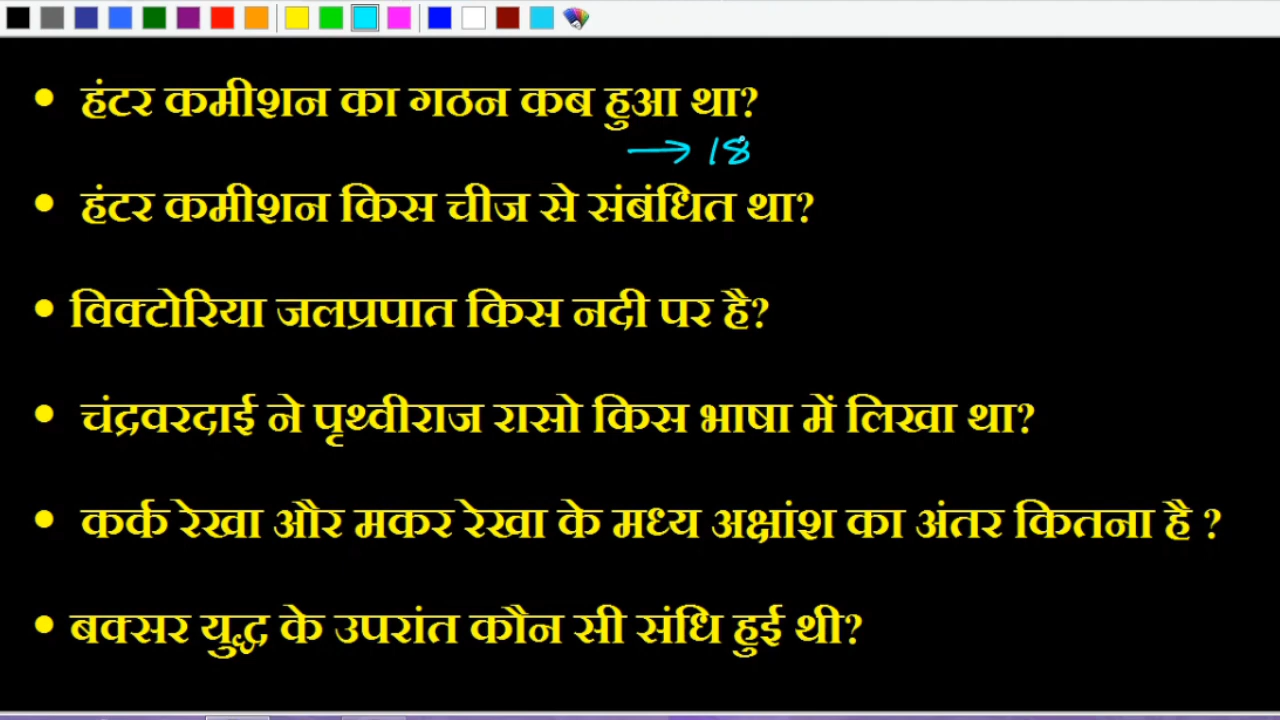 • हंटर कमीशन का गठन कब हुआ था?
→ 18
• हंटर कमीशन किस चीज से संबंधित था?
• विक्टोरिया जलप्रपात किस नदी पर है?
• चंद्रवरदाई ने पृथ्वीराज रासो किस भाषा में लिखा था?
• कर्क रेखा और मकर रेखा के मध्य अक्षांश का अंतर कितना है ?
• बक्सर युद्ध के उपरांत कौन सी संधि हुई थी?